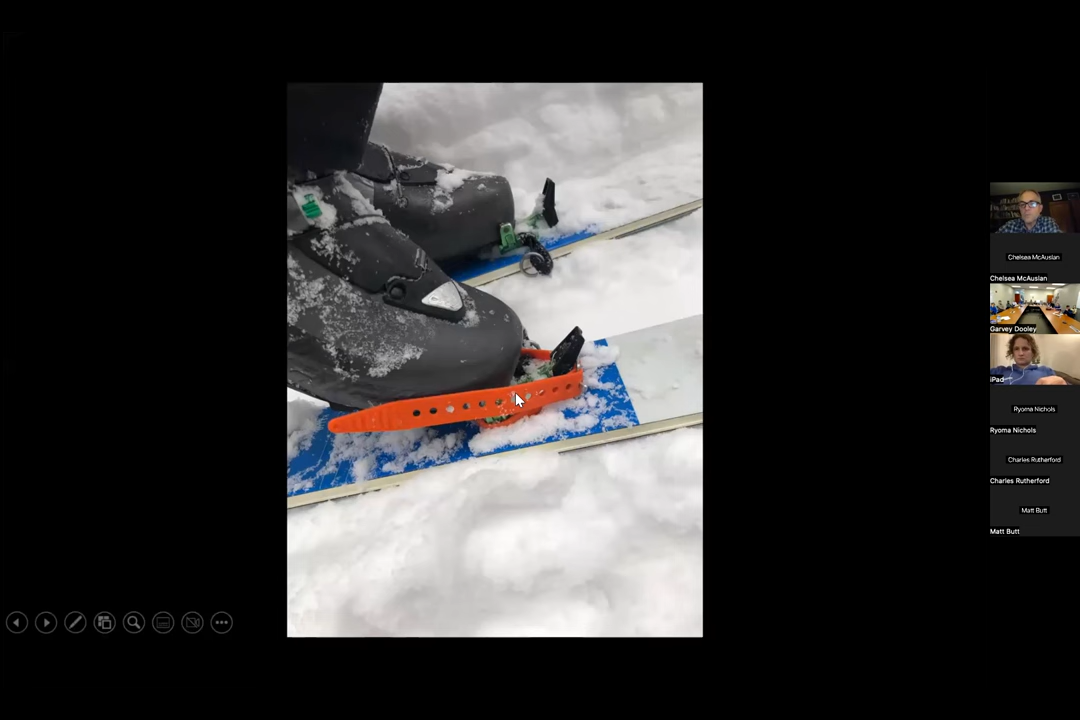 Chelsea McAuslan
Chelsea McAuslan
Garvey Dooley
iPad
Ryoma Nichols
Ryoma Nichols
Charles Rutherford
Charles Rutherford
Matt Butt
Matt Butt